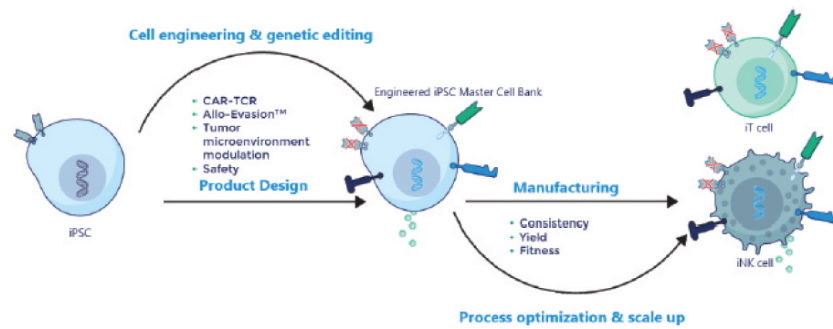 Cell engineering & genetic editing
Engineered iPSC Master Cell Bank
• CAR-TCR
• Allo-Evasion™
• Tumor
microenvironment
modulation
• Safety
Product Design
iPSC
Manufacturing
• Consistency
• Yield
• Fitness
Process optimization & scale up
iT cell
iNK cell